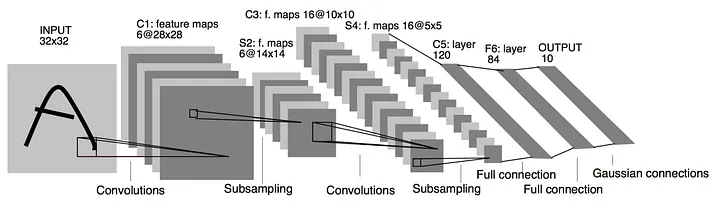 INPUT
32x32
C1: feature maps
6@28x28
S2: f. maps
6@14x14
C3: f. maps 16@10x10
S4: f. maps 16@5x5
C5: layer
120
F6: layer
84
OUTPUT
10
Convolutions
Subsampling
Convolutions
Subsampling
Full connection
Full connection
Gaussian connections
A